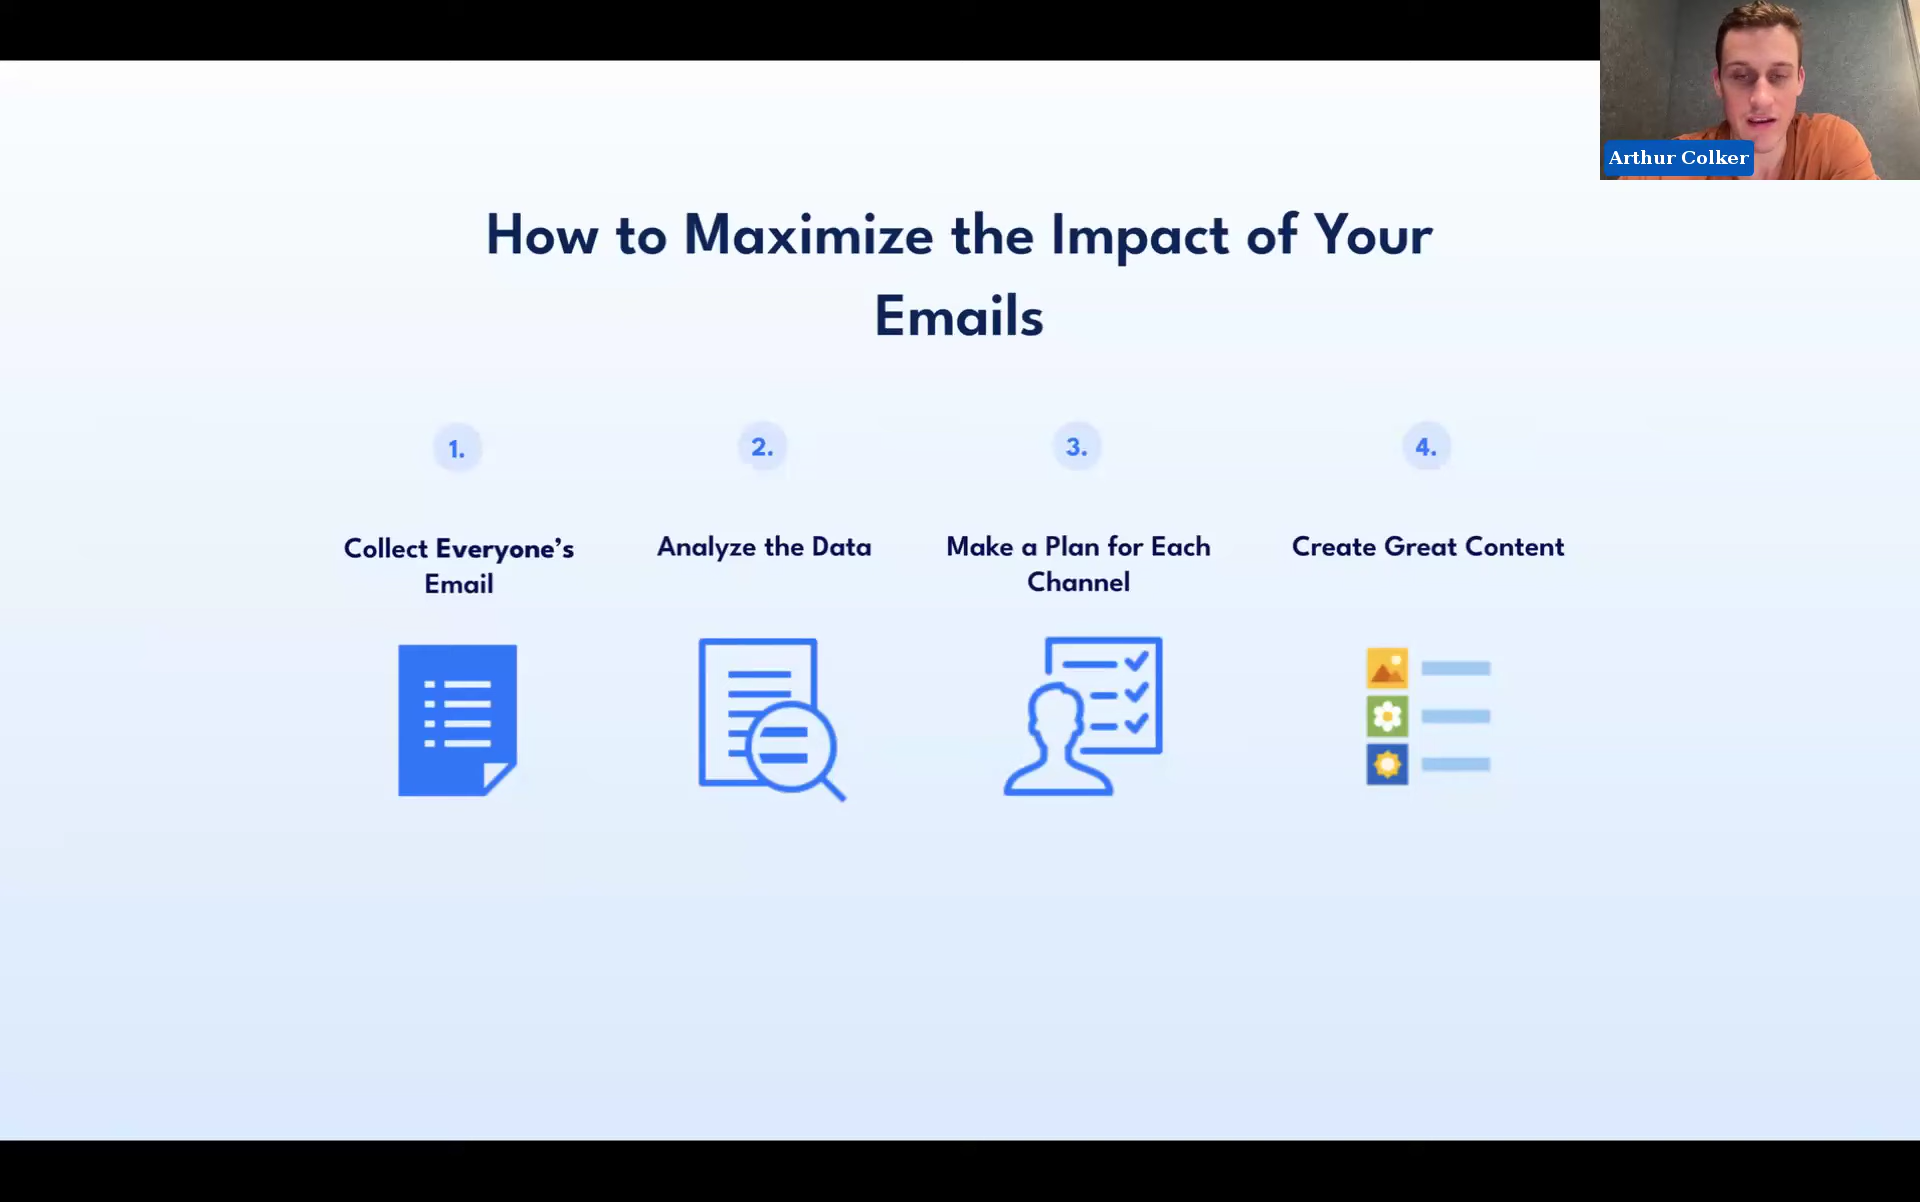 Arthur Colker
How to Maximize the Impact of Your
Emails
1.
2.
3.
4.
Collect Everyone’s
Email
Analyze the Data
Make a Plan for Each
Channel
Create Great Content